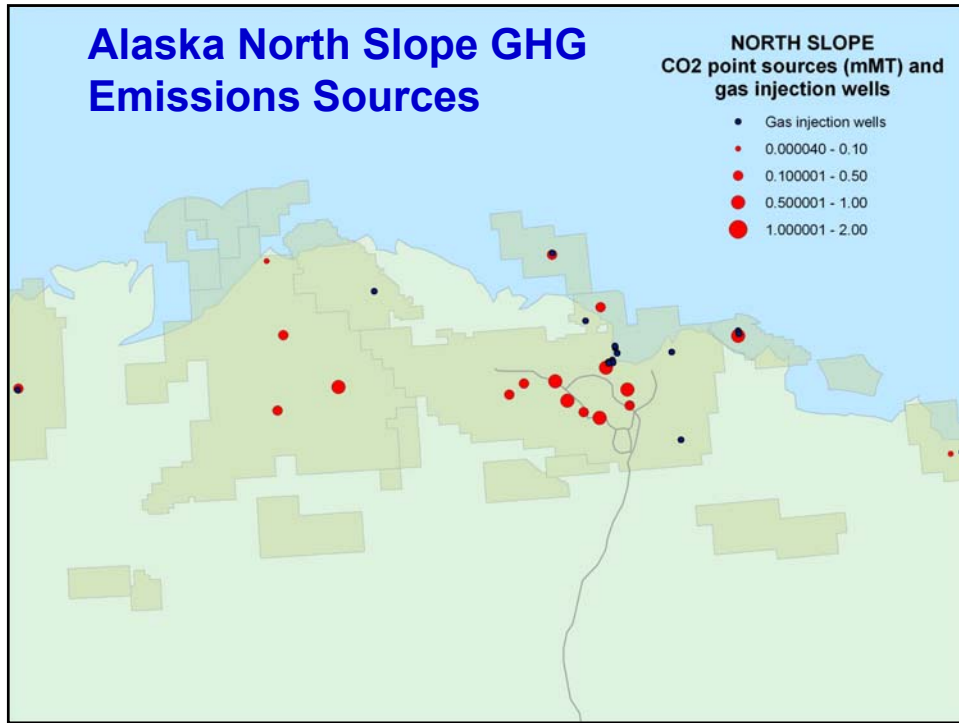 Alaska North Slope GHG
Emissions Sources
NORTH SLOPE
CO2 point sources (mMT) and
gas injection wells
Gas injection wells
0.000040 - 0.10
0.100001 - 0.50
0.500001 - 1.00
1.000001 - 2.00